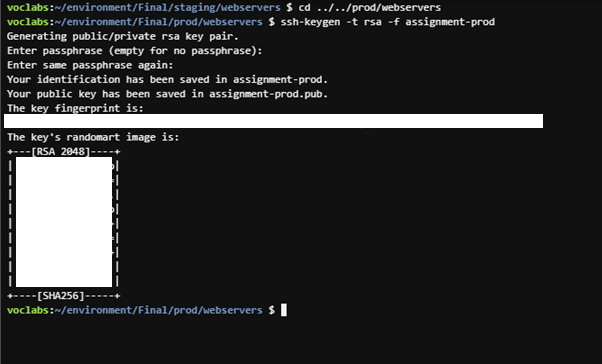 voclabs:~/environment/Final/staging/webservers $ cd ../../prod/webservers
voclabs:~/environment/Final/prod/webservers $ ssh-keygen -t rsa -f assignment-prod
Generating public/private rsa key pair.
Enter passphrase (empty for no passphrase):
Enter same passphrase again:
Your identification has been saved in assignment-prod.
Your public key has been saved in assignment-prod.pub.
The key fingerprint is:
The key's randomart image is:
+---[RSA 2048]----+
| |
| |
| |
| |
| |
| |
| |
| |
| |
+----[SHA256]-----+
voclabs:~/environment/Final/prod/webservers $